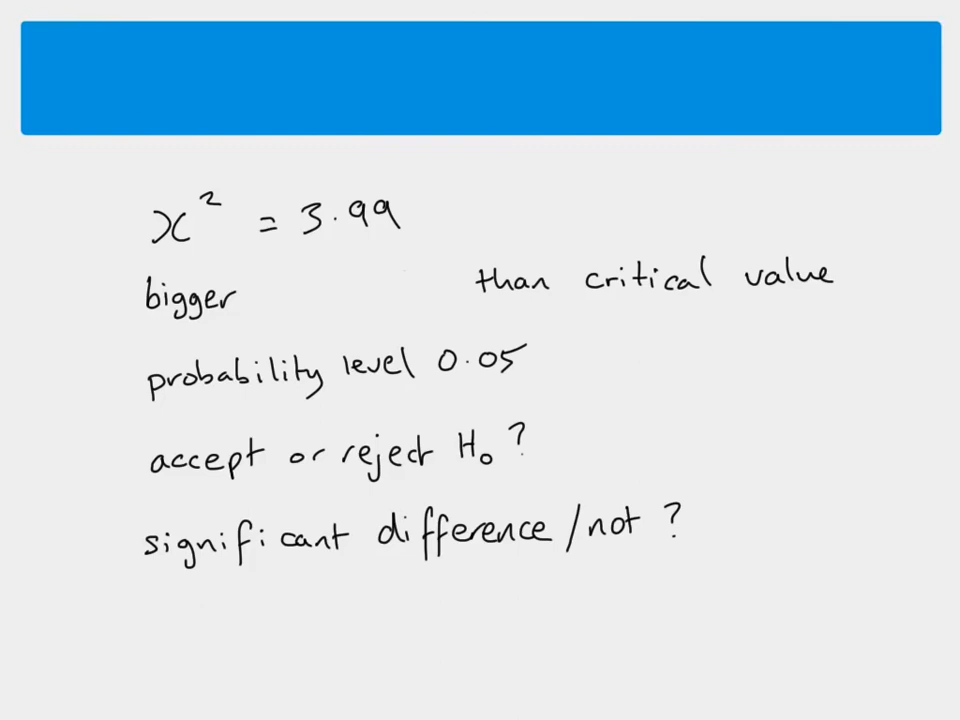 x² = 3.99
bigger than critical value
probability level 0.05
accept or reject H₀ ?
significant difference/not ?